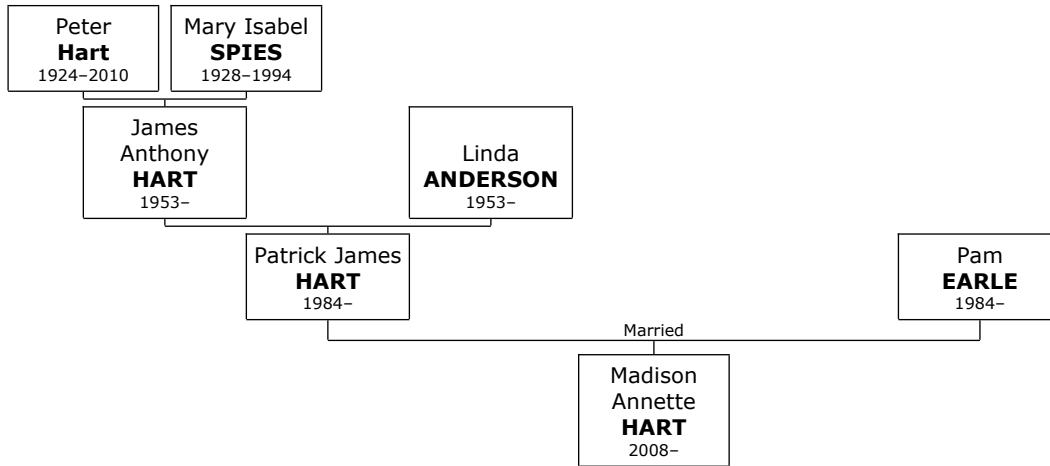 Peter
Hart
1924–2010
Mary Isabel
SPIES
1928–1994
James
Anthony
HART
1953–
Linda
ANDERSON
1953–
Patrick James
HART
1984–
Pam
EARLE
1984–
Married
Madison
Annette
HART
2008–